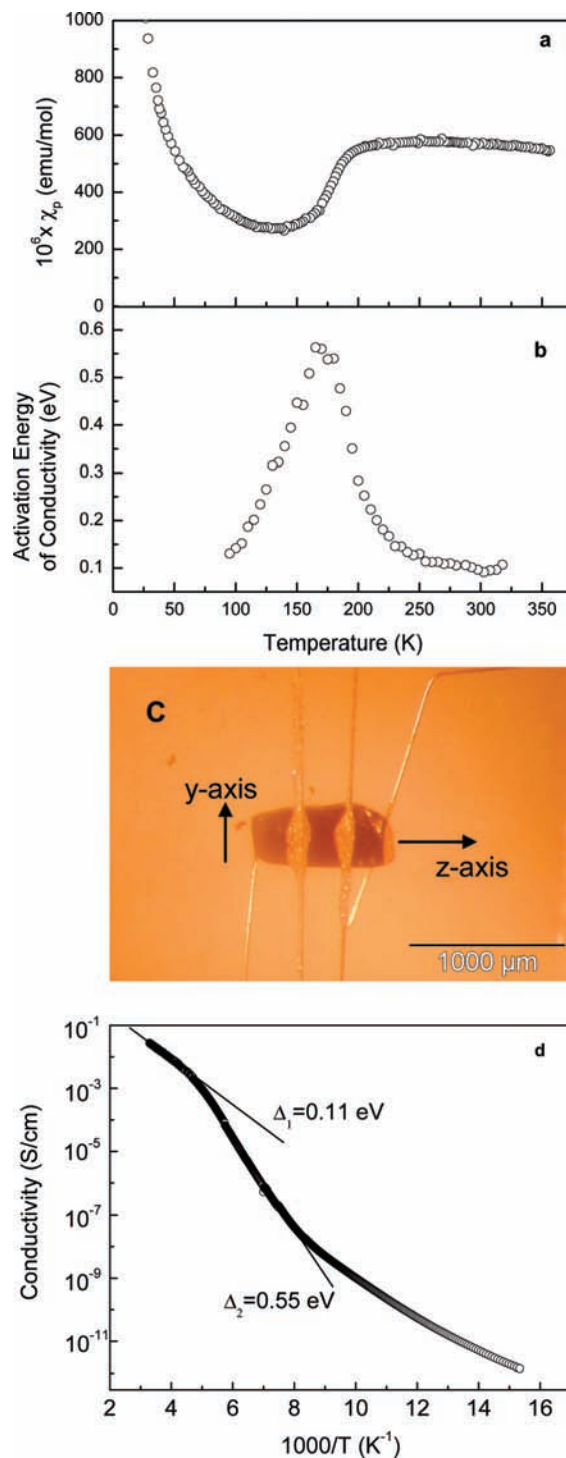 a
1000
800
600
400
200
0
10⁶x χₚ (emu/mol)
b
0.6
0.5
0.4
0.3
0.2
0.1
Activation Energy
of Conductivity (eV)
0 50 100 150 200 250 300 350
Temperature (K)
C
y-axis
z-axis
1000 µm
d
10⁻¹
10⁻³
10⁻⁵
10⁻⁷
10⁻⁹
10⁻¹¹
Conductivity (S/cm)
Δ₁=0.11 eV
Δ₂=0.55 eV
2 4 6 8 10 12 14 16
1000/T (K⁻¹)